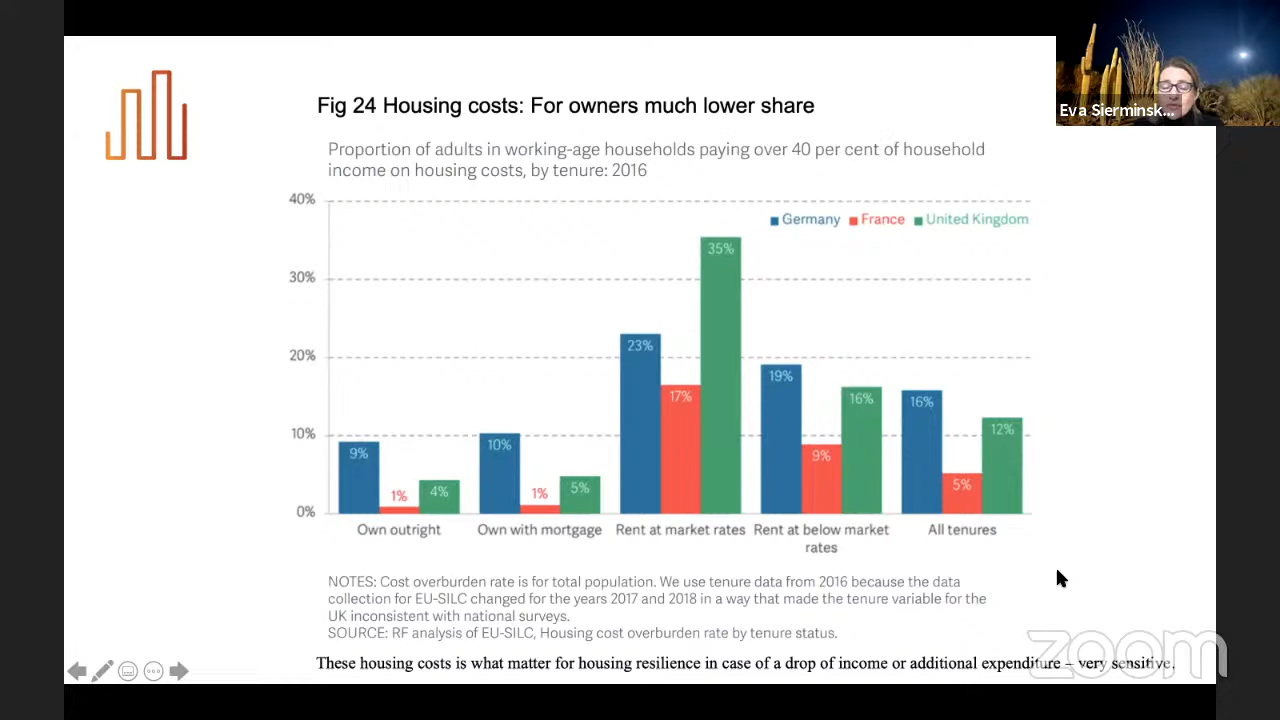 Fig 24 Housing costs: For owners much lower share
Eva Sierminsk...
Proportion of adults in working-age households paying over 40 per cent of household
income on housing costs, by tenure: 2016
40%
Germany France United Kingdom
35%
30%
23%
20%
19%
17%
16%
16%
12%
10%
10%
9%
9%
5%
5%
4%
1%
1%
0%
Own outright Own with mortgage Rent at market rates Rent at below market All tenures
rates
NOTES: Cost overburden rate is for total population. We use tenure data from 2016 because the data
collection for EU-SILC changed for the years 2017 and 2018 in a way that made the tenure variable for the
UK inconsistent with national surveys.
SOURCE: RF analysis of EU-SILC, Housing cost overburden rate by tenure status.
These housing costs is what matter for housing resilience in case of a drop of income or additional expenditure – very sensitive.
zoom